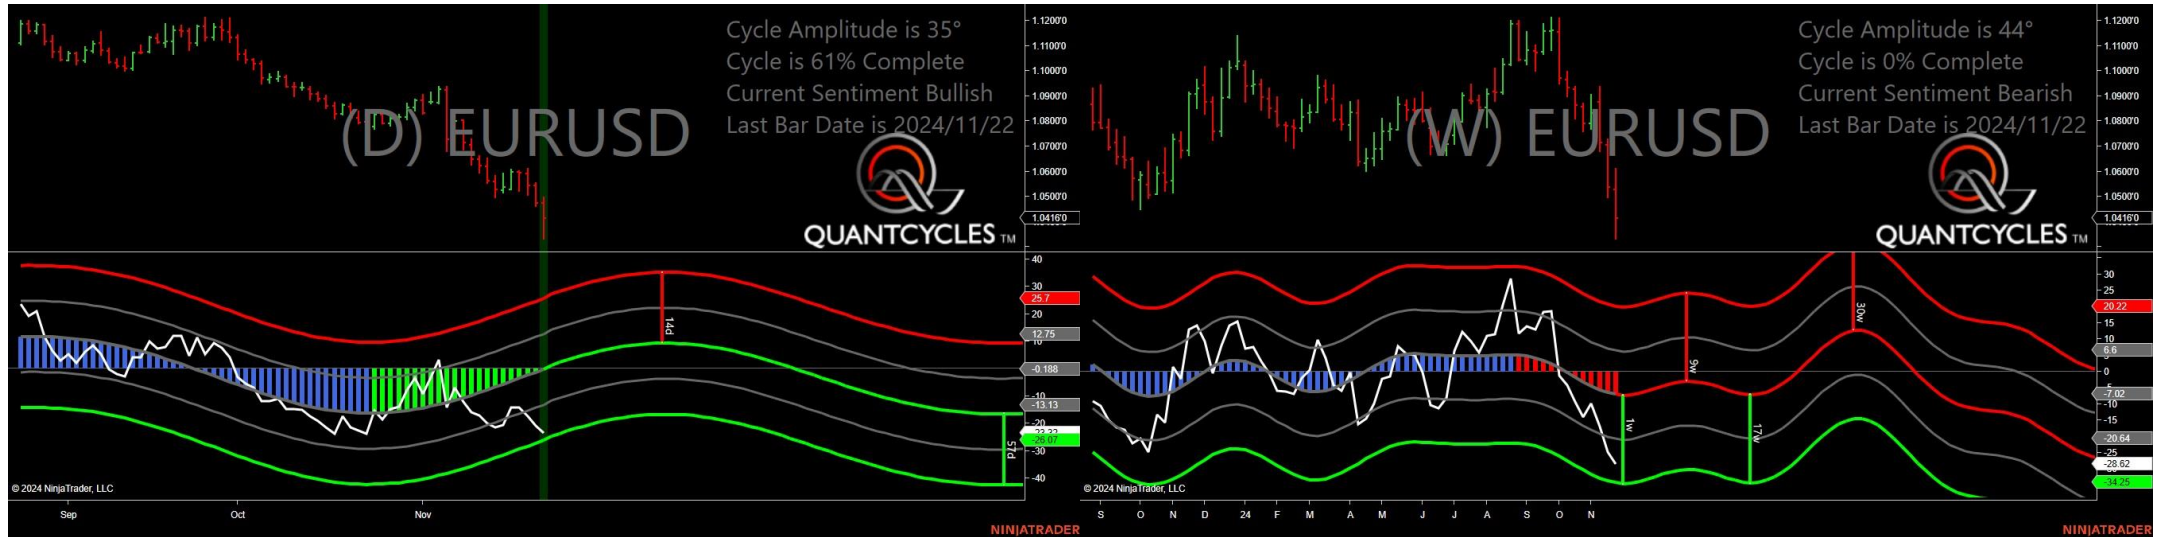 Cycle Amplitude is 35°
Cycle is 61% Complete
Current Sentiment Bullish
Last Bar Date is 2024/11/22
(D) EURUSD
QUANTCYCLES TM
1.1200'0
1.1100'0
1.1000'0
1.0900'0
1.0800'0
1.0700'0
1.0600'0
1.0500'0
1.0416'0
40
30
25.7
20
12.75
10
-0.188
-10
-13.13
-20
-26.07
-30
-40
14d
57d
© 2024 NinjaTrader, LLC
Sep Oct Nov
NINJATRADER
Cycle Amplitude is 44°
Cycle is 0% Complete
Current Sentiment Bearish
Last Bar Date is 2024/11/22
(W) EURUSD
QUANTCYCLES TM
1.1200'0
1.1100'0
1.1000'0
1.0900'0
1.0800'0
1.0700'0
1.0600'0
1.0500'0
1.0416'0
30
25
20.22
15
10
6.6
5
0
-5
-7.02
-10
-15
-20.64
-25
-28.62
-34.25
9w
30w
1w
17w
© 2024 NinjaTrader, LLC
S O N D 24 F M A M J J A S O N
NINJATRADER